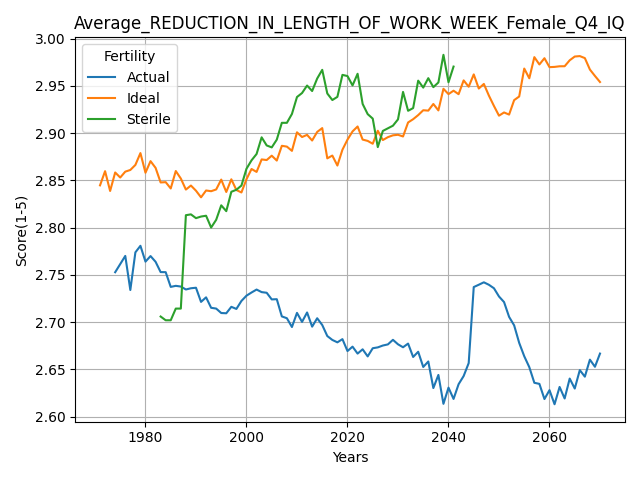 Average_REDUCTION_IN_LENGTH_OF_WORK_WEEK_Female_Q4_IQ
Fertility
Actual
Ideal
Sterile
Score(1-5)
3.00
2.95
2.90
2.85
2.80
2.75
2.70
2.65
2.60
1980 2000 2020 2040 2060
Years